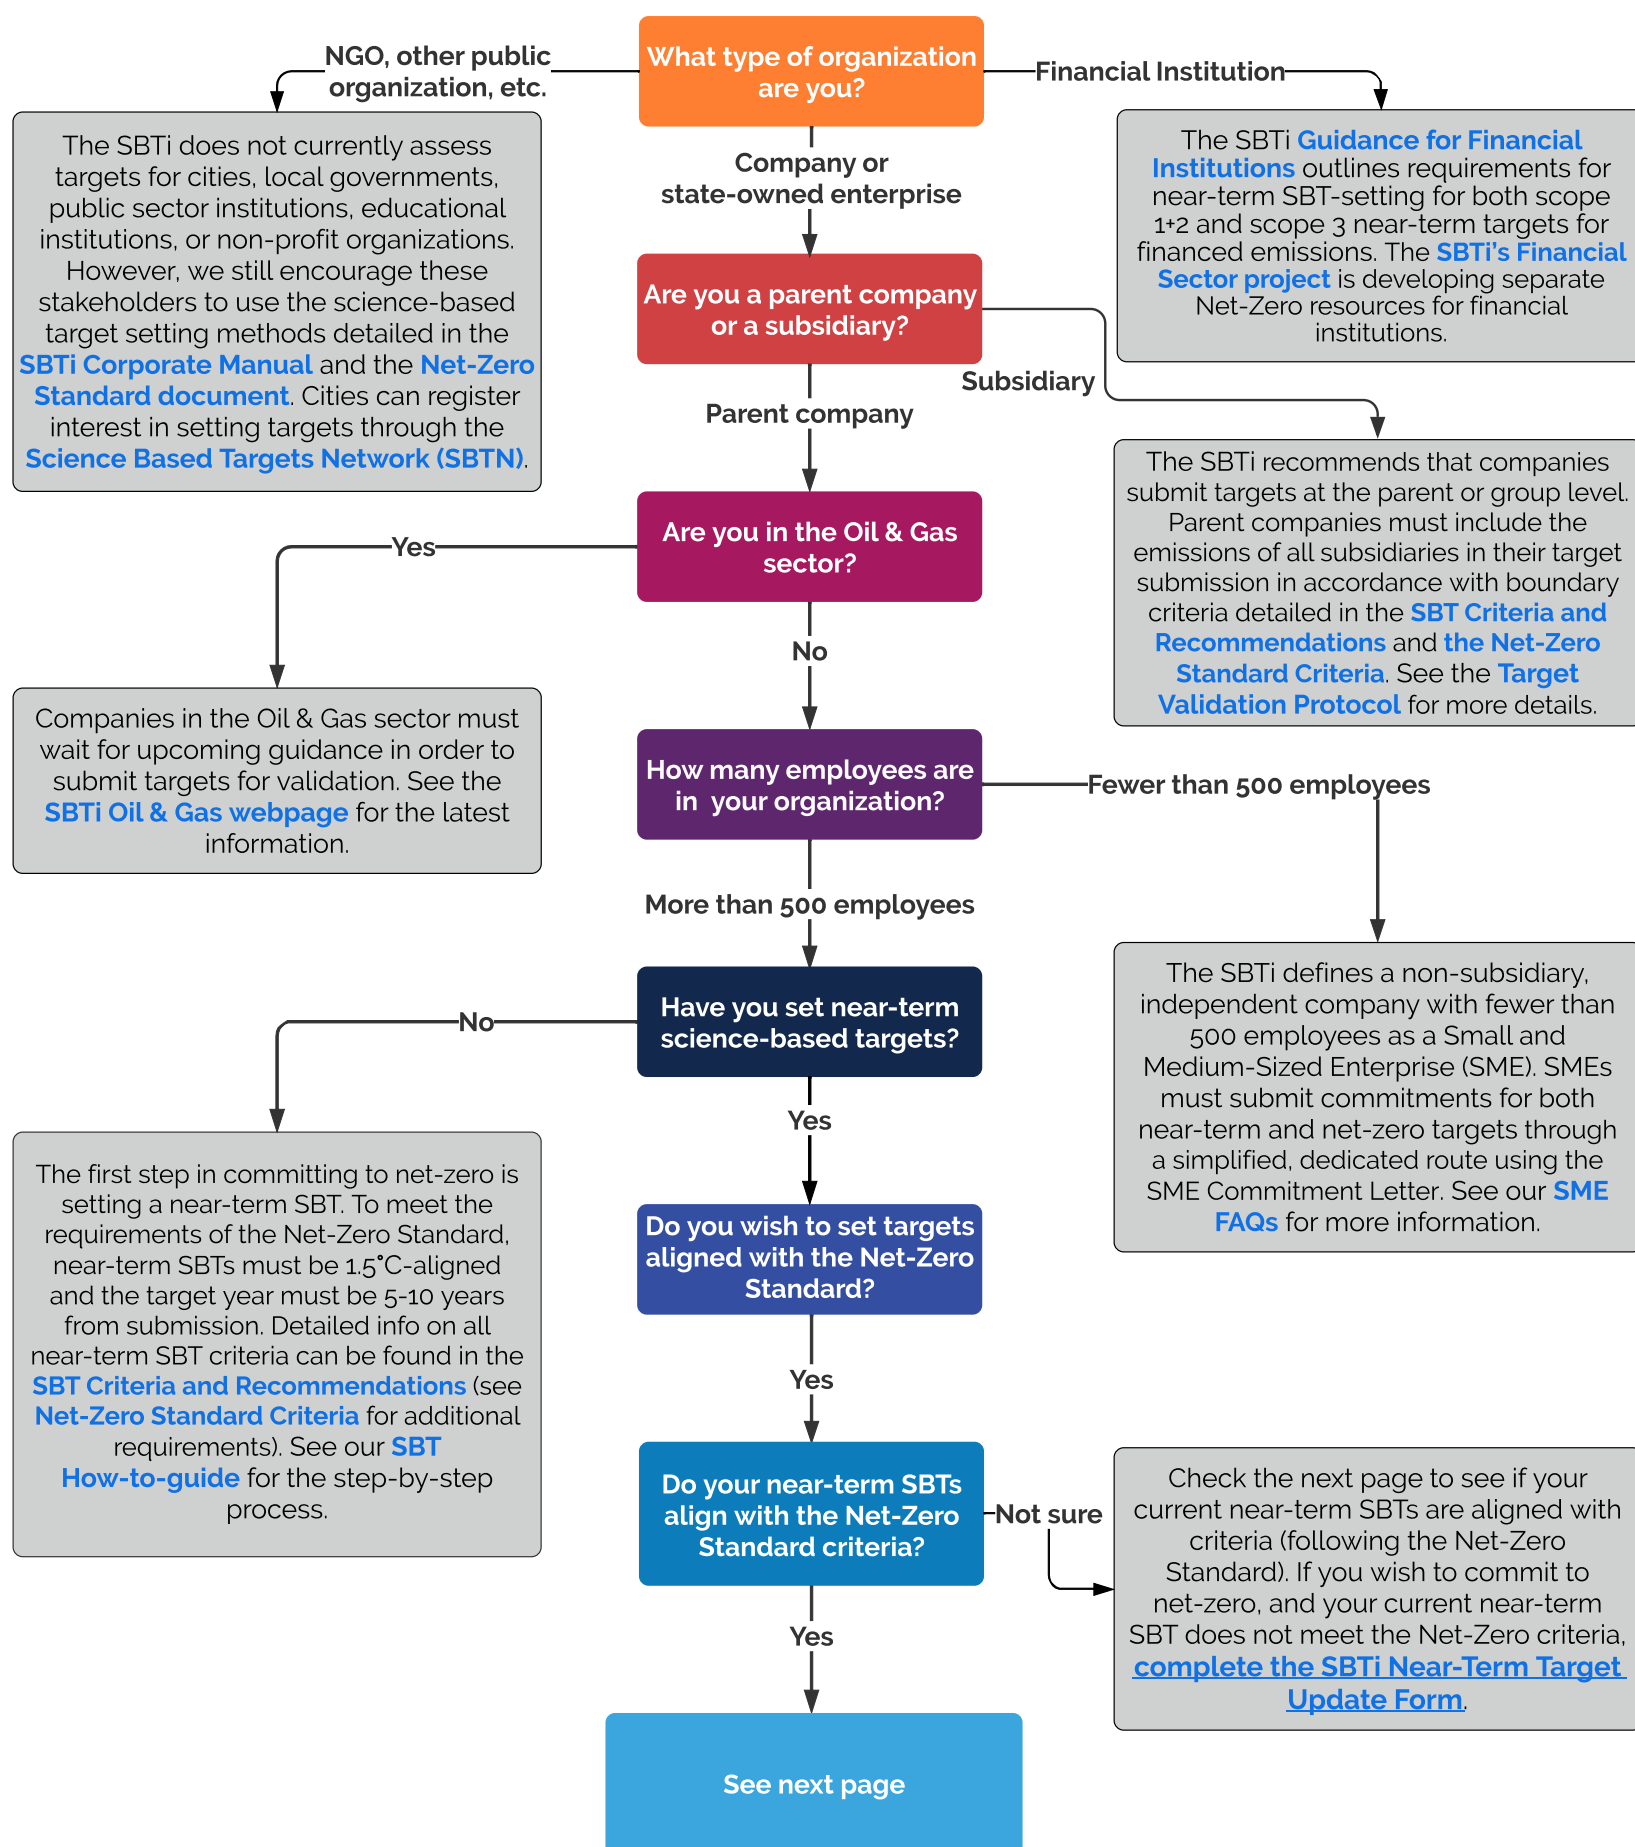 What type of organization
are you?
NGO, other public
organization, etc.
Financial Institution
The SBTi does not currently assess
targets for cities, local governments,
public sector institutions, educational
institutions, or non-profit organizations.
However, we still encourage these
stakeholders to use the science-based
target setting methods detailed in the
SBTi Corporate Manual and the Net-Zero
Standard document. Cities can register
interest in setting targets through the
Science Based Targets Network (SBTN).
Company or
state-owned enterprise
The SBTi Guidance for Financial
Institutions outlines requirements for
near-term SBT-setting for both scope
1+2 and scope 3 near-term targets for
financed emissions. The SBTi's Financial
Sector project is developing separate
Net-Zero resources for financial
institutions.
Are you a parent company
or a subsidiary?
Subsidiary
Parent company
The SBTi recommends that companies
submit targets at the parent or group level.
Parent companies must include the
emissions of all subsidiaries in their target
submission in accordance with boundary
criteria detailed in the SBT Criteria and
Recommendations and the Net-Zero
Standard Criteria. See the Target
Validation Protocol for more details.
Are you in the Oil & Gas
sector?
Yes
No
Companies in the Oil & Gas sector must
wait for upcoming guidance in order to
submit targets for validation. See the
SBTi Oil & Gas webpage for the latest
information.
How many employees are
in your organization?
Fewer than 500 employees
More than 500 employees
The SBTi defines a non-subsidiary,
independent company with fewer than
500 employees as a Small and
Medium-Sized Enterprise (SME). SMEs
must submit commitments for both
near-term and net-zero targets through
a simplified, dedicated route using the
SME Commitment Letter. See our SME
FAQs for more information.
Have you set near-term
science-based targets?
No
Yes
The first step in committing to net-zero is
setting a near-term SBT. To meet the
requirements of the Net-Zero Standard,
near-term SBTs must be 1.5°C-aligned
and the target year must be 5-10 years
from submission. Detailed info on all
near-term SBT criteria can be found in the
SBT Criteria and Recommendations (see
Net-Zero Standard Criteria for additional
requirements). See our SBT
How-to-guide for the step-by-step
process.
Do you wish to set targets
aligned with the Net-Zero
Standard?
Yes
Do your near-term SBTs
align with the Net-Zero
Standard criteria?
Not sure
Check the next page to see if your
current near-term SBTs are aligned with
criteria (following the Net-Zero
Standard). If you wish to commit to
net-zero, and your current near-term
SBT does not meet the Net-Zero criteria,
complete the SBTi Near-Term Target
Update Form.
Yes
See next page